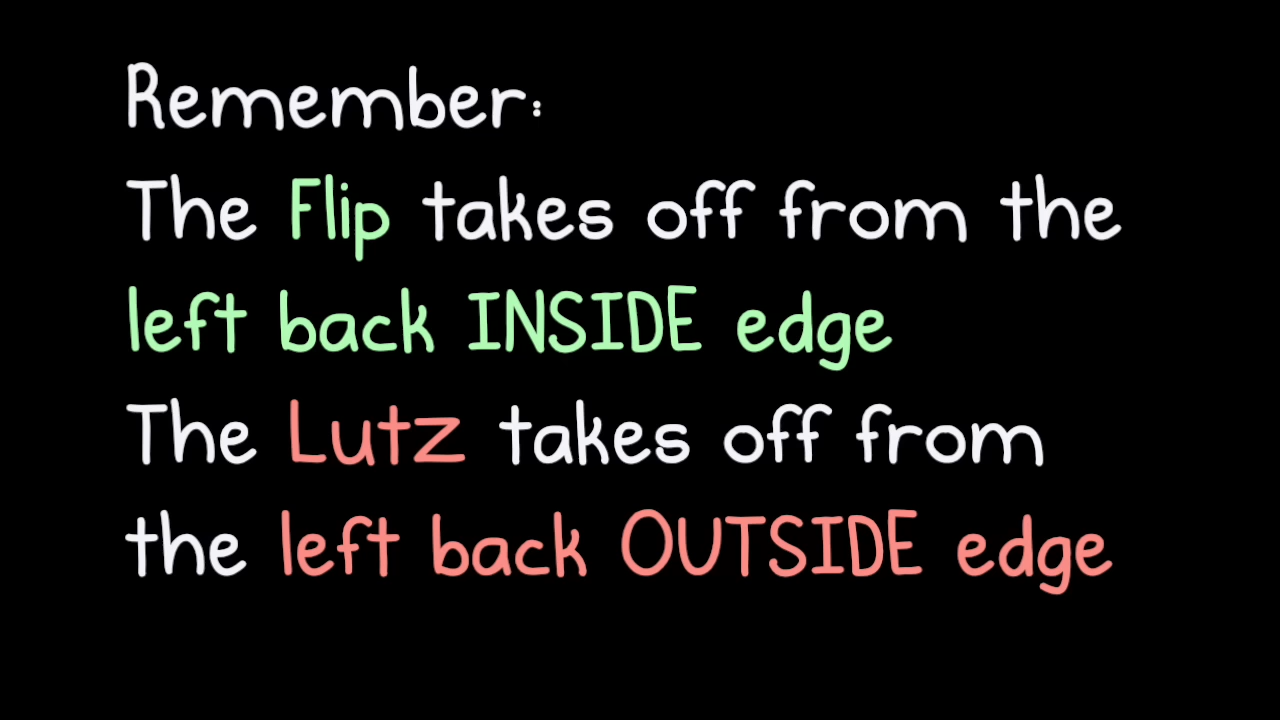 Remember:
The Flip takes off from the
left back INSIDE edge
The Lutz takes off from
the left back OUTSIDE edge